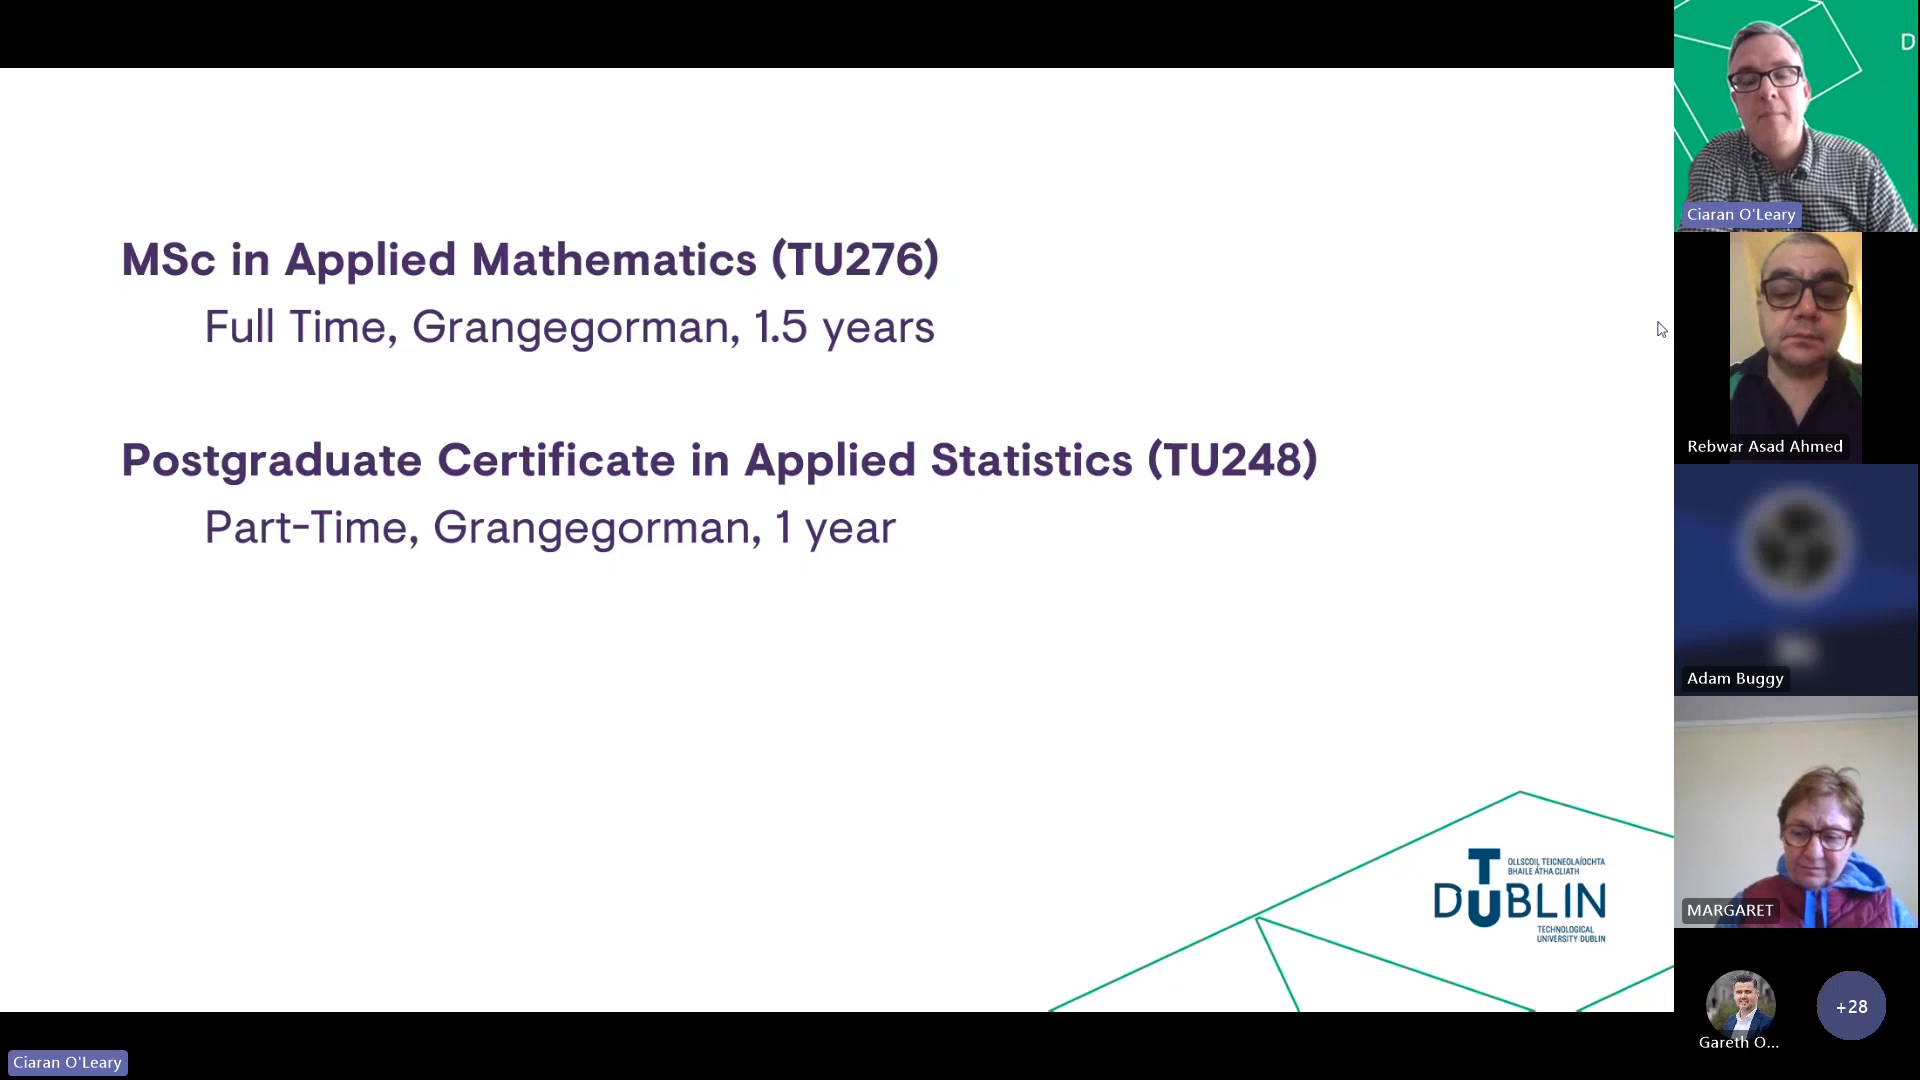 MSc in Applied Mathematics (TU276)
Full Time, Grangegorman, 1.5 years
Postgraduate Certificate in Applied Statistics (TU248)
Part-Time, Grangegorman, 1 year
OLLSCOIL TEICNEOLAÍOCHTA
BHAILE ÁTHA CLIATH
TU DUBLIN
TECHNOLOGICAL
UNIVERSITY DUBLIN
D
Ciaran O'Leary
Rebwar Asad Ahmed
Adam Buggy
MARGARET
Gareth O...
+28
Ciaran O'Leary